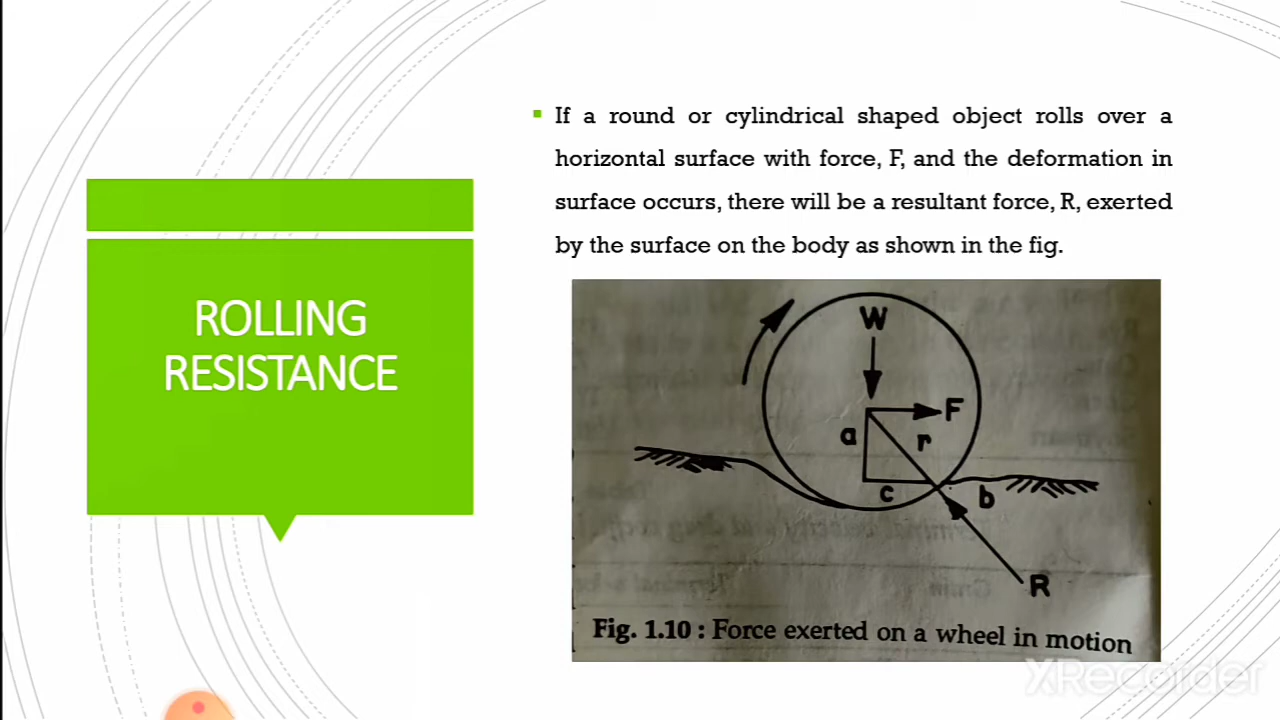 ROLLING
RESISTANCE
If a round or cylindrical shaped object rolls over a
horizontal surface with force, F, and the deformation in
surface occurs, there will be a resultant force, R, exerted
by the surface on the body as shown in the fig.
W
F
a
r
c
b
R
Fig. 1.10 : Force exerted on a wheel in motion
XRecorder